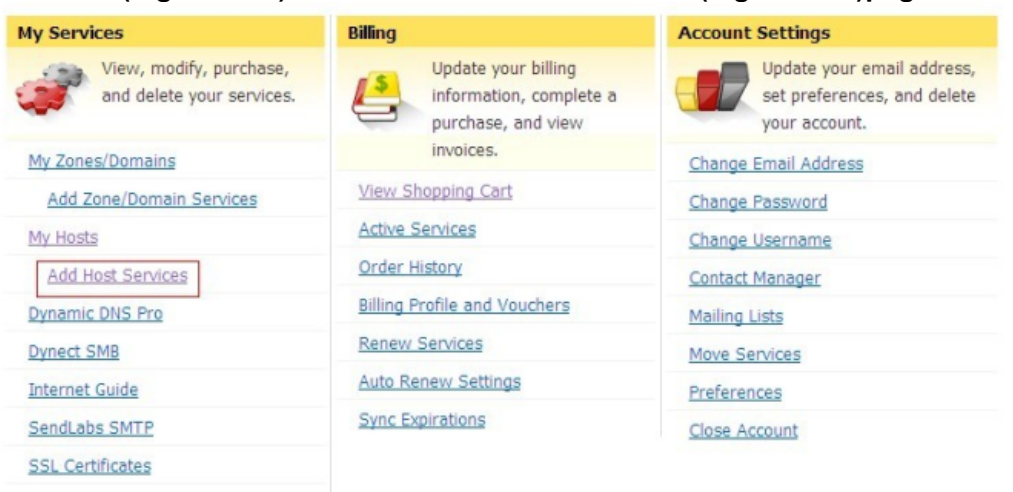 My Services
View, modify, purchase,
and delete your services.
My Zones/Domains
Add Zone/Domain Services
My Hosts
Add Host Services
Dynamic DNS Pro
Dynect SMB
Internet Guide
SendLabs SMTP
SSL Certificates
Billing
Update your billing
information, complete a
purchase, and view
invoices.
View Shopping Cart
Active Services
Order History
Billing Profile and Vouchers
Renew Services
Auto Renew Settings
Sync Expirations
Account Settings
Update your email address,
set preferences, and delete
your account.
Change Email Address
Change Password
Change Username
Contact Manager
Mailing Lists
Move Services
Preferences
Close Account